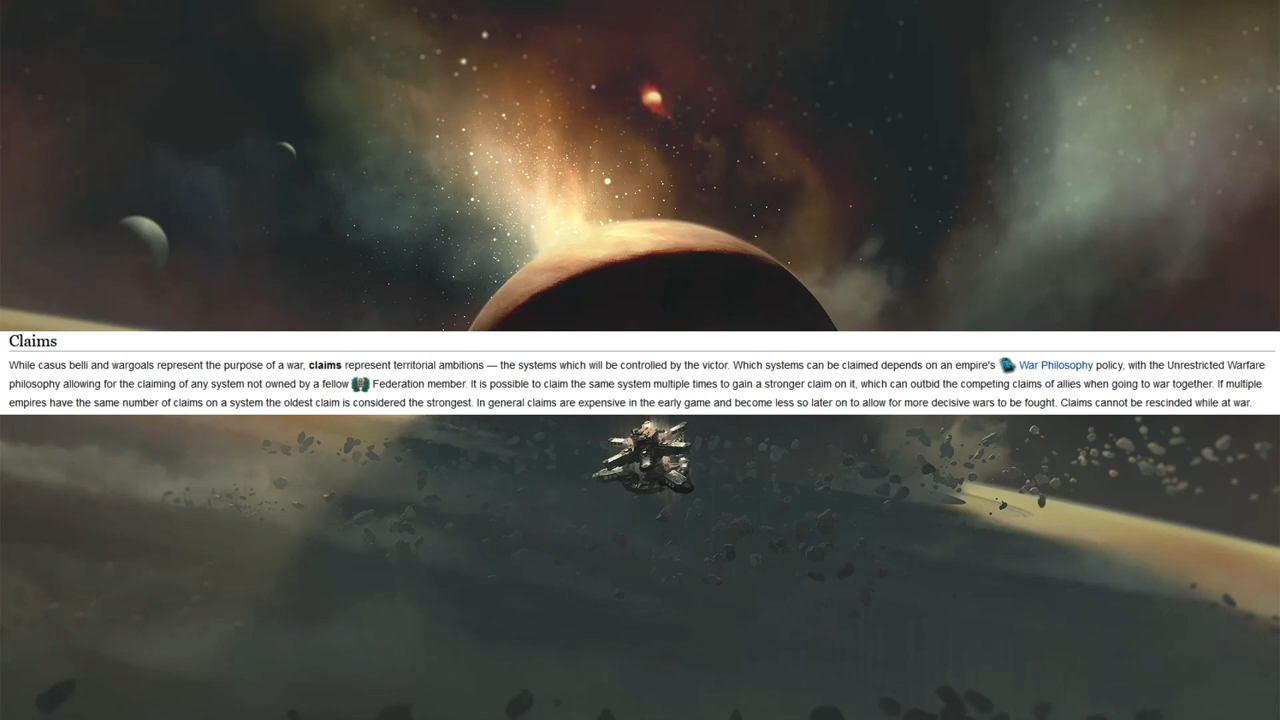 Claims
While casus belli and wargoals represent the purpose of a war, claims represent territorial ambitions — the systems which will be controlled by the victor. Which systems can be claimed depends on an empire's War Philosophy policy, with the Unrestricted Warfare
philosophy allowing for the claiming of any system not owned by a fellow Federation member. It is possible to claim the same system multiple times to gain a stronger claim on it, which can outbid the competing claims of allies when going to war together. If multiple
empires have the same number of claims on a system the oldest claim is considered the strongest. In general claims are expensive in the early game and become less so later on to allow for more decisive wars to be fought. Claims cannot be rescinded while at war.